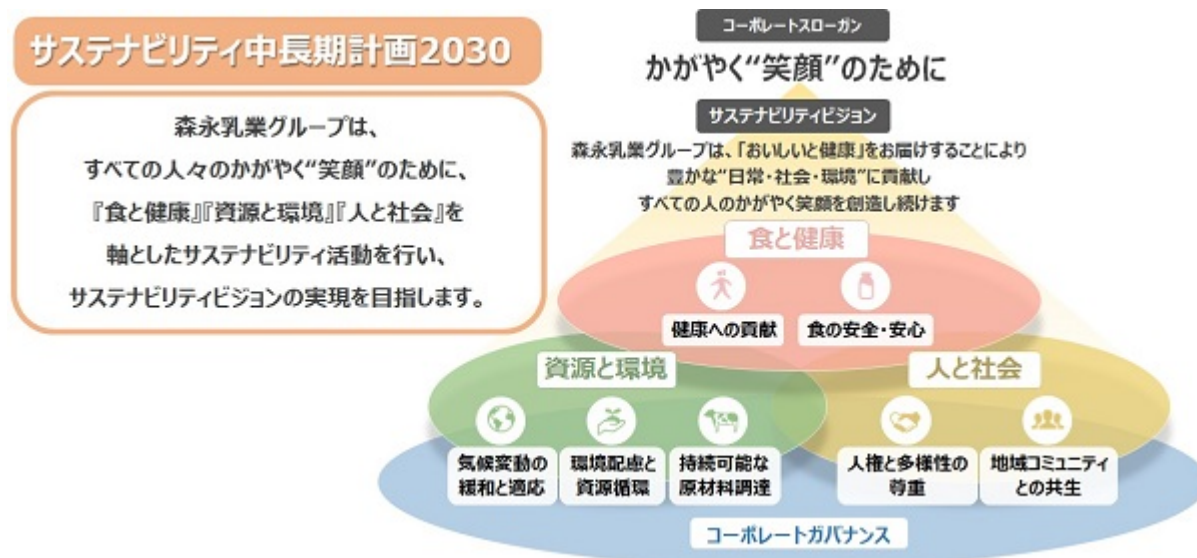 サステナビリティ中長期計画2030
森永乳業グループは、
すべての人々のかがやく“笑顔”のために、
『食と健康』『資源と環境』『人と社会』を
軸としたサステナビリティ活動を行い、
サステナビリティビジョンの実現を目指します。
コーポレートスローガン
かがやく“笑顔”のために
サステナビリティビジョン
森永乳業グループは、「おいしいと健康」をお届けすることにより
豊かな“日常・社会・環境”に貢献し
すべての人のかがやく笑顔を創造し続けます
食と健康
健康への貢献
食の安全・安心
資源と環境
気候変動の
緩和と適応
環境配慮と
資源循環
持続可能な
原材料調達
人と社会
人権と多様性の
尊重
地域コミュニティ
との共生
コーポレートガバナンス